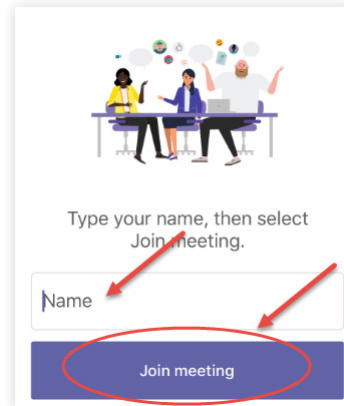 Type your name, then select
Join meeting.
Name
Join meeting